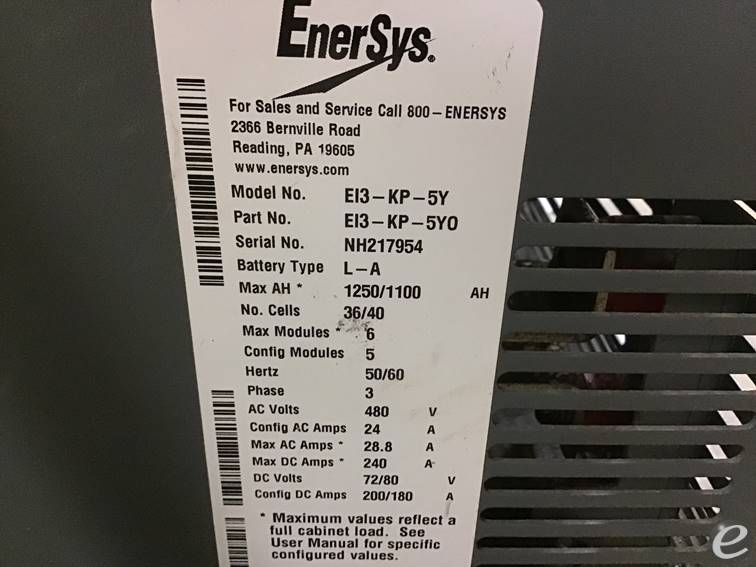 EnerSys®
For Sales and Service Call 800 – ENERSYS
2366 Bernville Road
Reading, PA 19605
www.enersys.com
Model No. EI3 – KP – 5Y
Part No. EI3 – KP – 5YO
Serial No. NH217954
Battery Type L – A
Max AH * 1250/1100 AH
No. Cells 36/40
Max Modules * 6
Config Modules 5
Hertz 50/60
Phase 3
AC Volts 480 V
Config AC Amps 24 A
Max AC Amps * 28.8 A
Max DC Amps * 240 A
DC Volts 72/80 V
Config DC Amps 200/180 A
* Maximum values reflect a
full cabinet load. See
User Manual for specific
configured values.
e